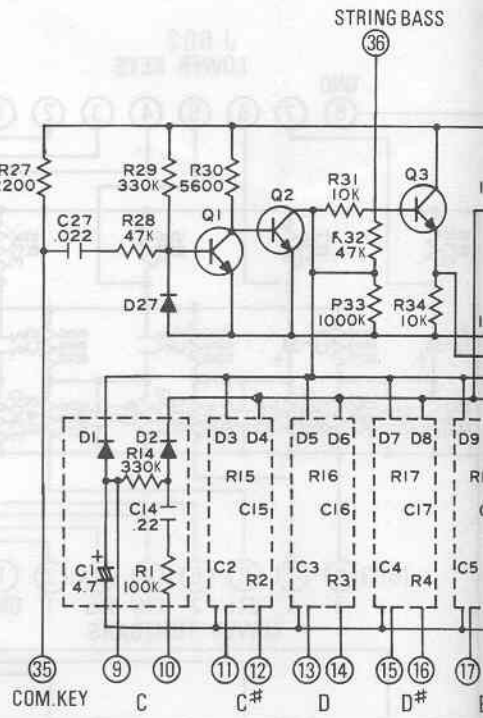 STRING BASS
36
R27
2200
R29
330K
R30
5600
Q1
Q2
R31
10K
Q3
C27
.022
R28
47K
R32
47K
D27
R33
1000K
R34
10K
D1
D2
R14
330K
C14
.22
C1 +
4.7
R1
100K
D3 D4
R15
C15
C2
R2
D5 D6
R16
C16
C3
R3
D7 D8
R17
C17
C4
R4
D9
C5
35 9 10 11 12 13 14 15 16 17
COM.KEY C C# D D#